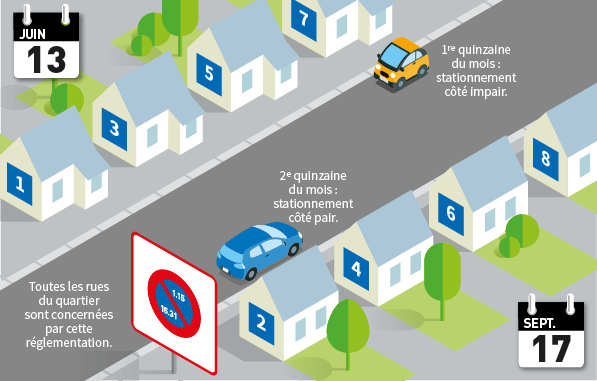 JUIN
13
1
3
5
7
1re quinzaine
du mois :
stationnement
côté impair.
2e quinzaine
du mois :
stationnement
côté pair.
8
6
4
2
Toutes les rues
du quartier
sont concernées
par cette
réglementation.
1.15
16.31
SEPT.
17